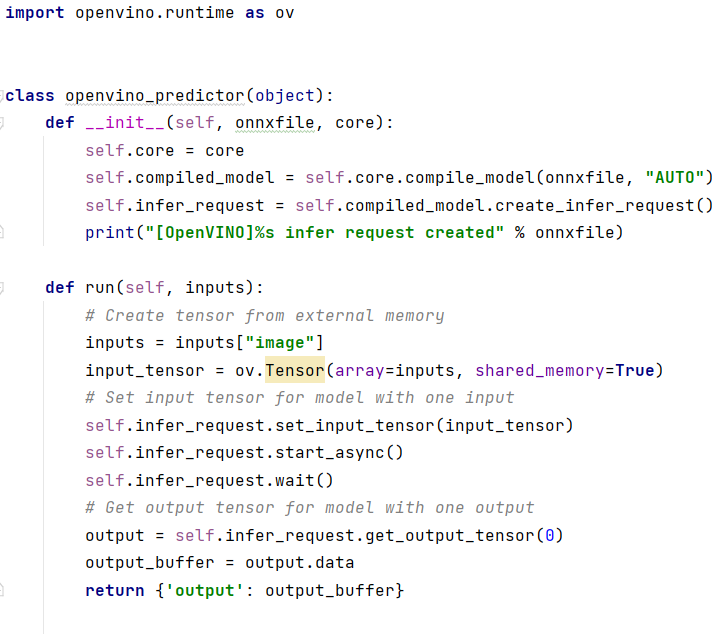 import openvino.runtime as ov
class openvino_predictor(object):
def __init__(self, onnxfile, core):
self.core = core
self.compiled_model = self.core.compile_model(onnxfile, "AUTO")
self.infer_request = self.compiled_model.create_infer_request()
print("[OpenVINO]%s infer request created" % onnxfile)
def run(self, inputs):
# Create tensor from external memory
inputs = inputs["image"]
input_tensor = ov.Tensor(array=inputs, shared_memory=True)
# Set input tensor for model with one input
self.infer_request.set_input_tensor(input_tensor)
self.infer_request.start_async()
self.infer_request.wait()
# Get output tensor for model with one output
output = self.infer_request.get_output_tensor(0)
output_buffer = output.data
return {'output': output_buffer}